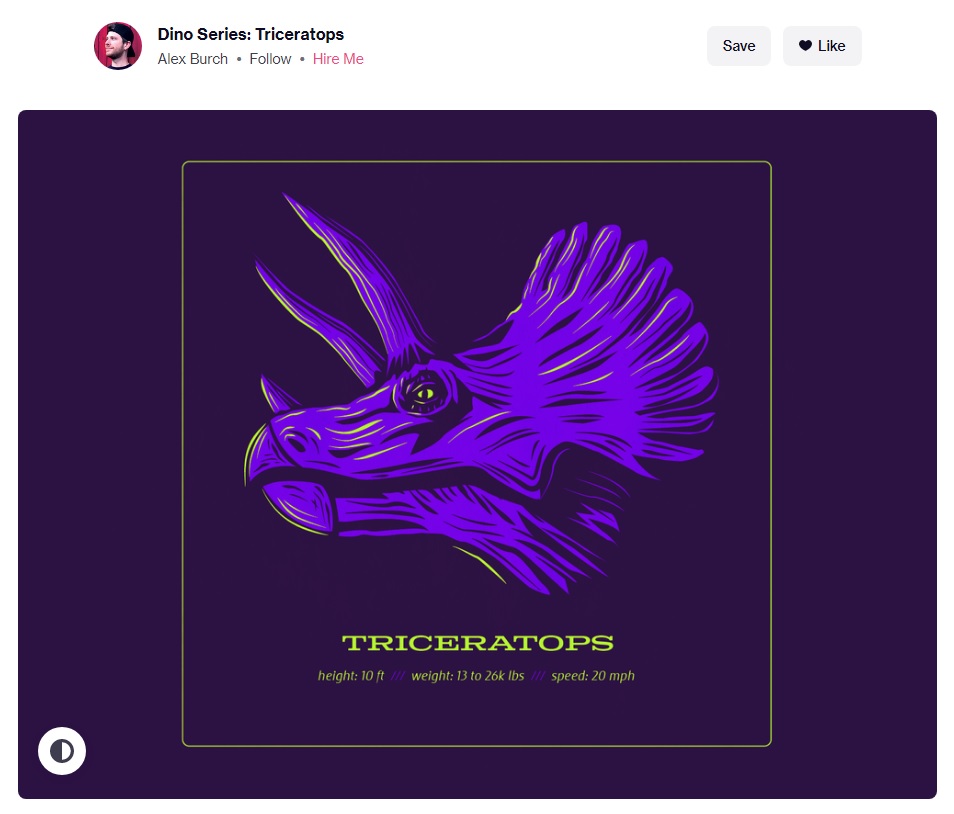 Dino Series: Triceratops
Alex Burch • Follow • Hire Me
Save
Like
TRICERATOPS
height: 10 ft /// weight: 13 to 26k lbs /// speed: 20 mph